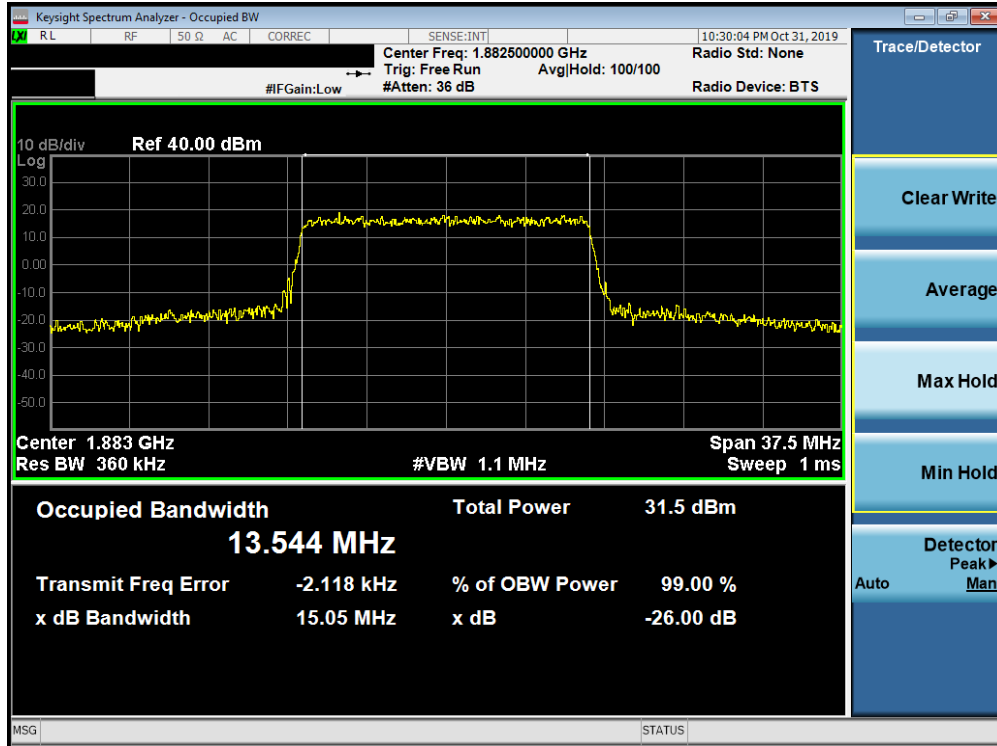 Keysight Spectrum Analyzer - Occupied BW
LXI RL RF 50 Ω AC CORREC SENSE:INT 10:30:04 PM Oct 31, 2019
Center Freq: 1.882500000 GHz Radio Std: None
Trig: Free Run Avg|Hold: 100/100
#IFGain:Low #Atten: 36 dB Radio Device: BTS
Trace/Detector
10 dB/div Ref 40.00 dBm
Log
30.0
20.0
10.0
0.00
-10.0
-20.0
-30.0
-40.0
-50.0
Center 1.883 GHz Span 37.5 MHz
Res BW 360 kHz #VBW 1.1 MHz Sweep 1 ms
Occupied Bandwidth Total Power 31.5 dBm
13.544 MHz
Transmit Freq Error -2.118 kHz % of OBW Power 99.00 %
x dB Bandwidth 15.05 MHz x dB -26.00 dB
Clear Write
Average
Max Hold
Min Hold
Detector
Peak▶
Auto Man
MSG STATUS